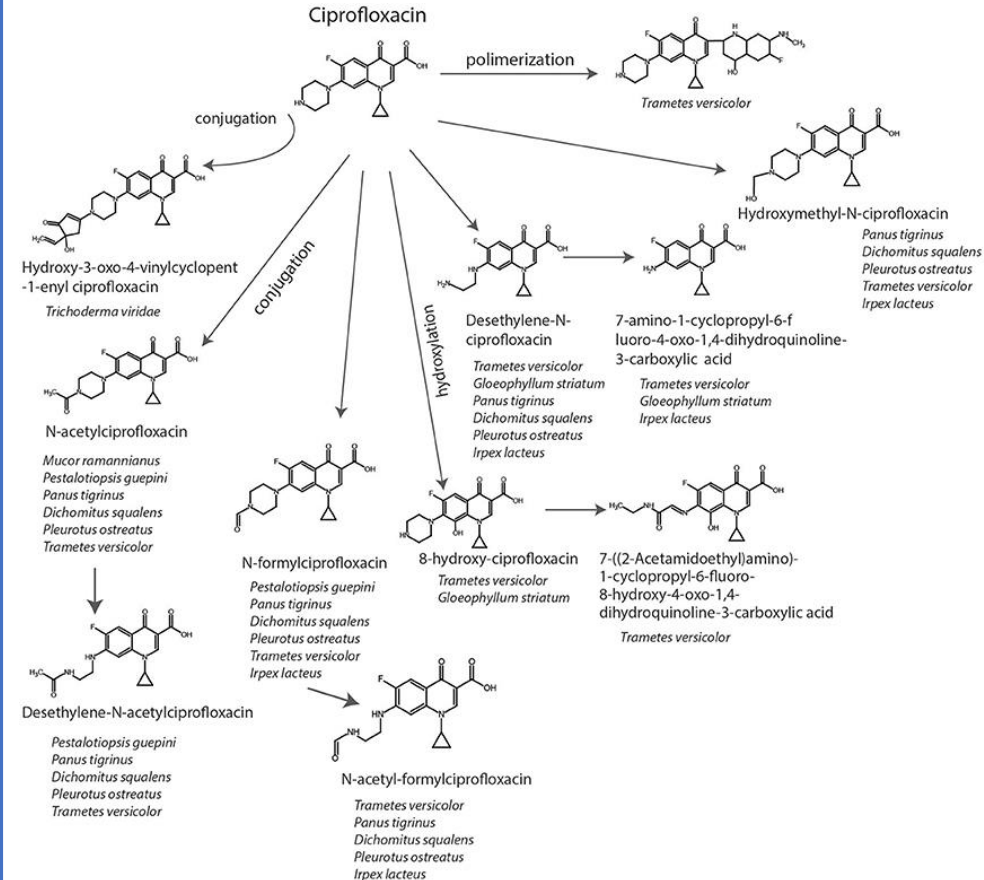 Ciprofloxacin
polimerization
Trametes versicolor
conjugation
Hydroxymethyl-N-ciprofloxacin
Panus tigrinus
Dichomitus squalens
Pleurotus ostreatus
Trametes versicolor
Irpex lacteus
Hydroxy-3-oxo-4-vinylcyclopent
-1-enyl ciprofloxacin
Trichoderma viridae
conjugation
hydroxylation
Desethylene-N-
ciprofloxacin
Trametes versicolor
Gloeophyllum striatum
Panus tigrinus
Dichomitus squalens
Pleurotus ostreatus
Irpex lacteus
7-amino-1-cyclopropyl-6-f
luoro-4-oxo-1,4-dihydroquinoline-
3-carboxylic acid
Trametes versicolor
Gloeophyllum striatum
Irpex lacteus
N-acetylciprofloxacin
Mucor ramannianus
Pestalotiopsis guepini
Panus tigrinus
Dichomitus squalens
Pleurotus ostreatus
Trametes versicolor
N-formylciprofloxacin
Pestalotiopsis guepini
Panus tigrinus
Dichomitus squalens
Pleurotus ostreatus
Trametes versicolor
Irpex lacteus
8-hydroxy-ciprofloxacin
Trametes versicolor
Gloeophyllum striatum
7-((2-Acetamidoethyl)amino)-
1-cyclopropyl-6-fluoro-
8-hydroxy-4-oxo-1,4-
dihydroquinoline-3-carboxylic acid
Trametes versicolor
Desethylene-N-acetylciprofloxacin
Pestalotiopsis guepini
Panus tigrinus
Dichomitus squalens
Pleurotus ostreatus
Trametes versicolor
N-acetyl-formylciprofloxacin
Trametes versicolor
Panus tigrinus
Dichomitus squalens
Pleurotus ostreatus
Irpex lacteus